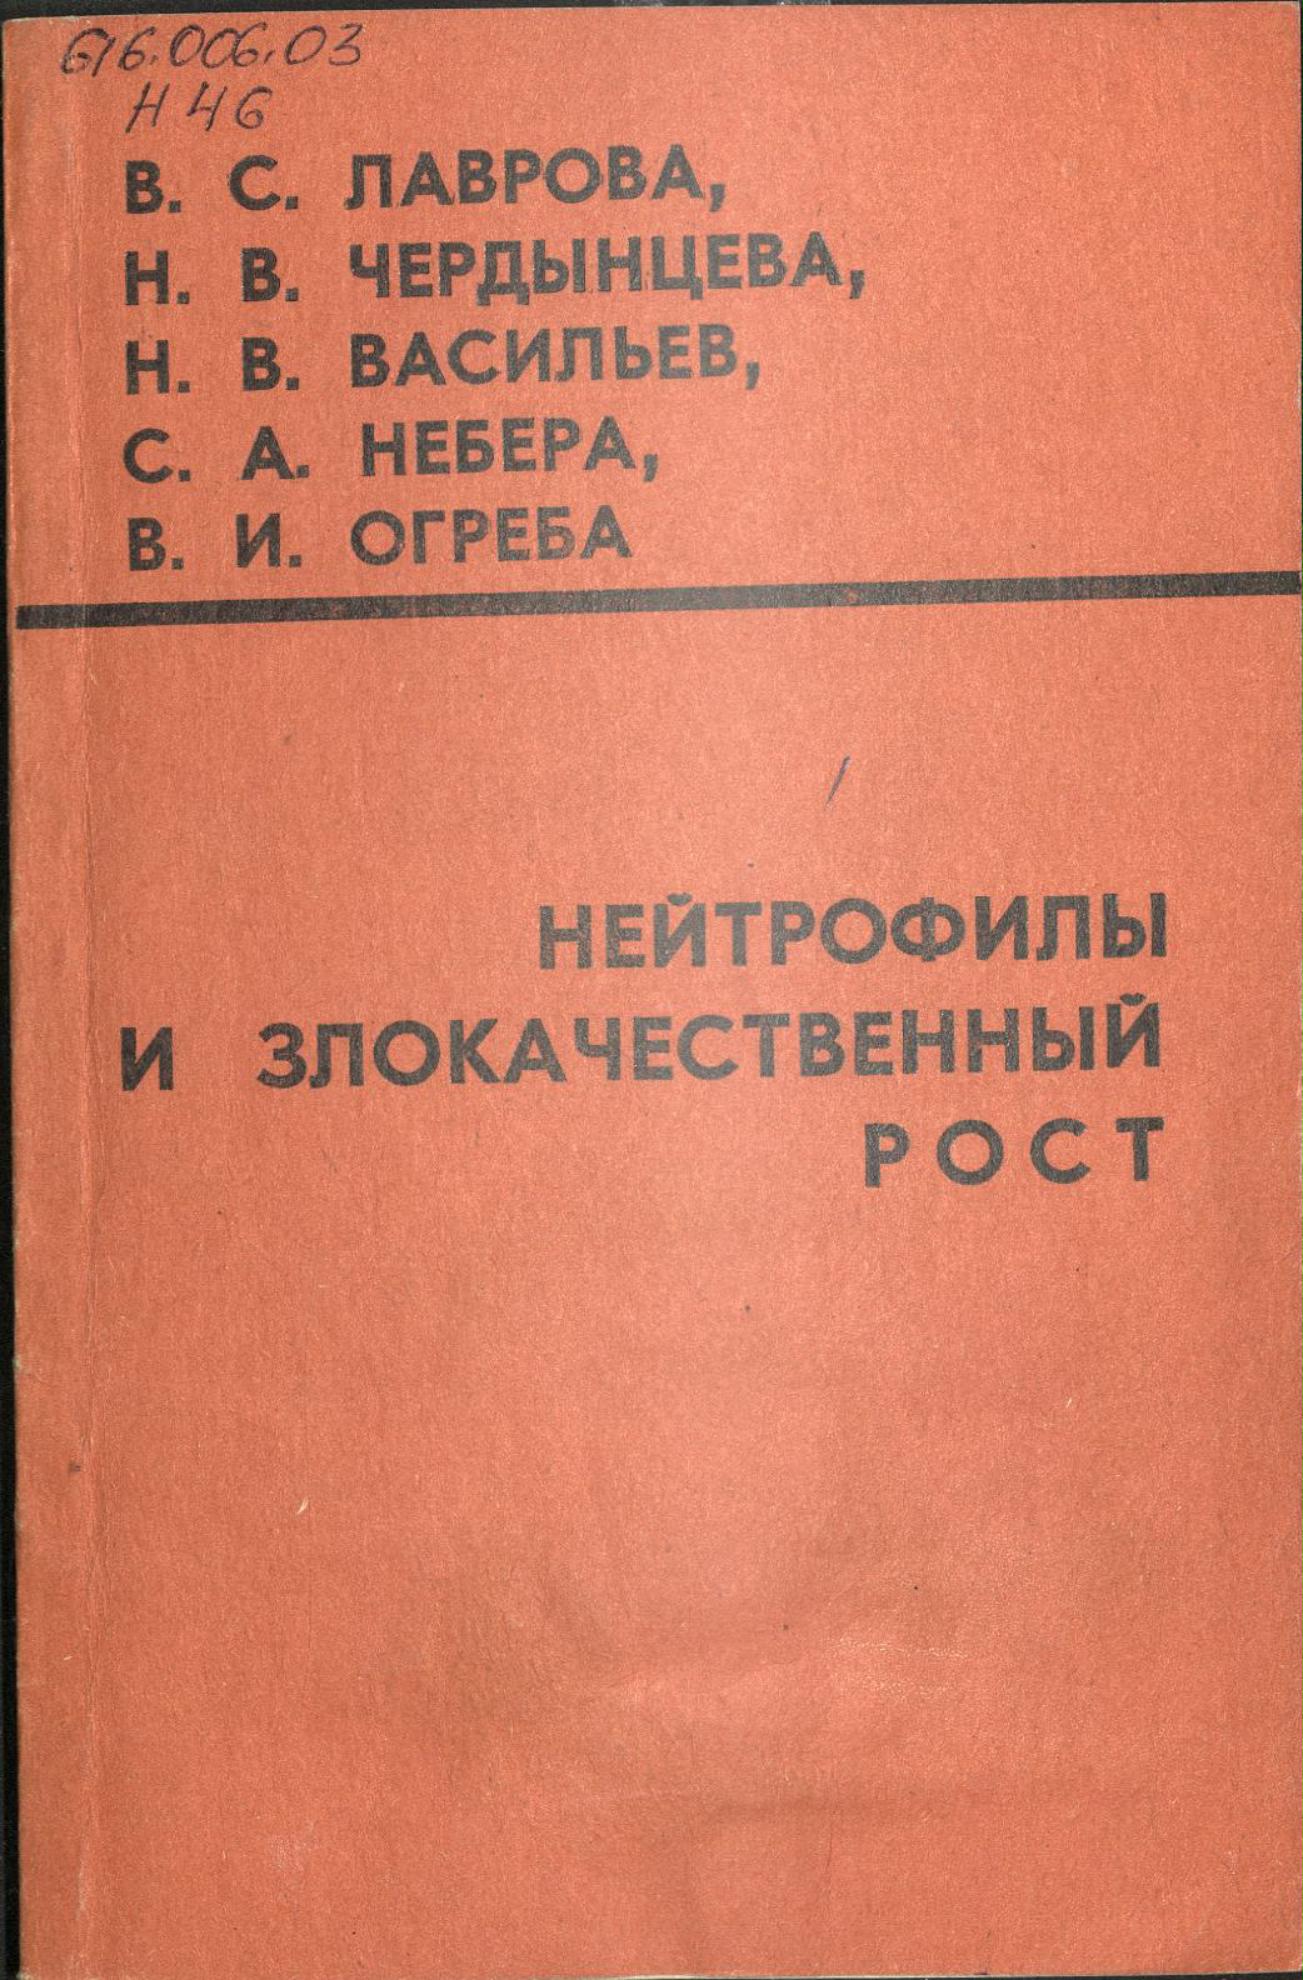 616.006.03
Н 46
В. С. ЛАВРОВА,
Н. В. ЧЕРДЫНЦЕВА,
Н. В. ВАСИЛЬЕВ,
С. А. НЕБЕРА,
В. И. ОГРЕБА
НЕЙТРОФИЛЫ
И ЗЛОКАЧЕСТВЕННЫЙ
РОСТ